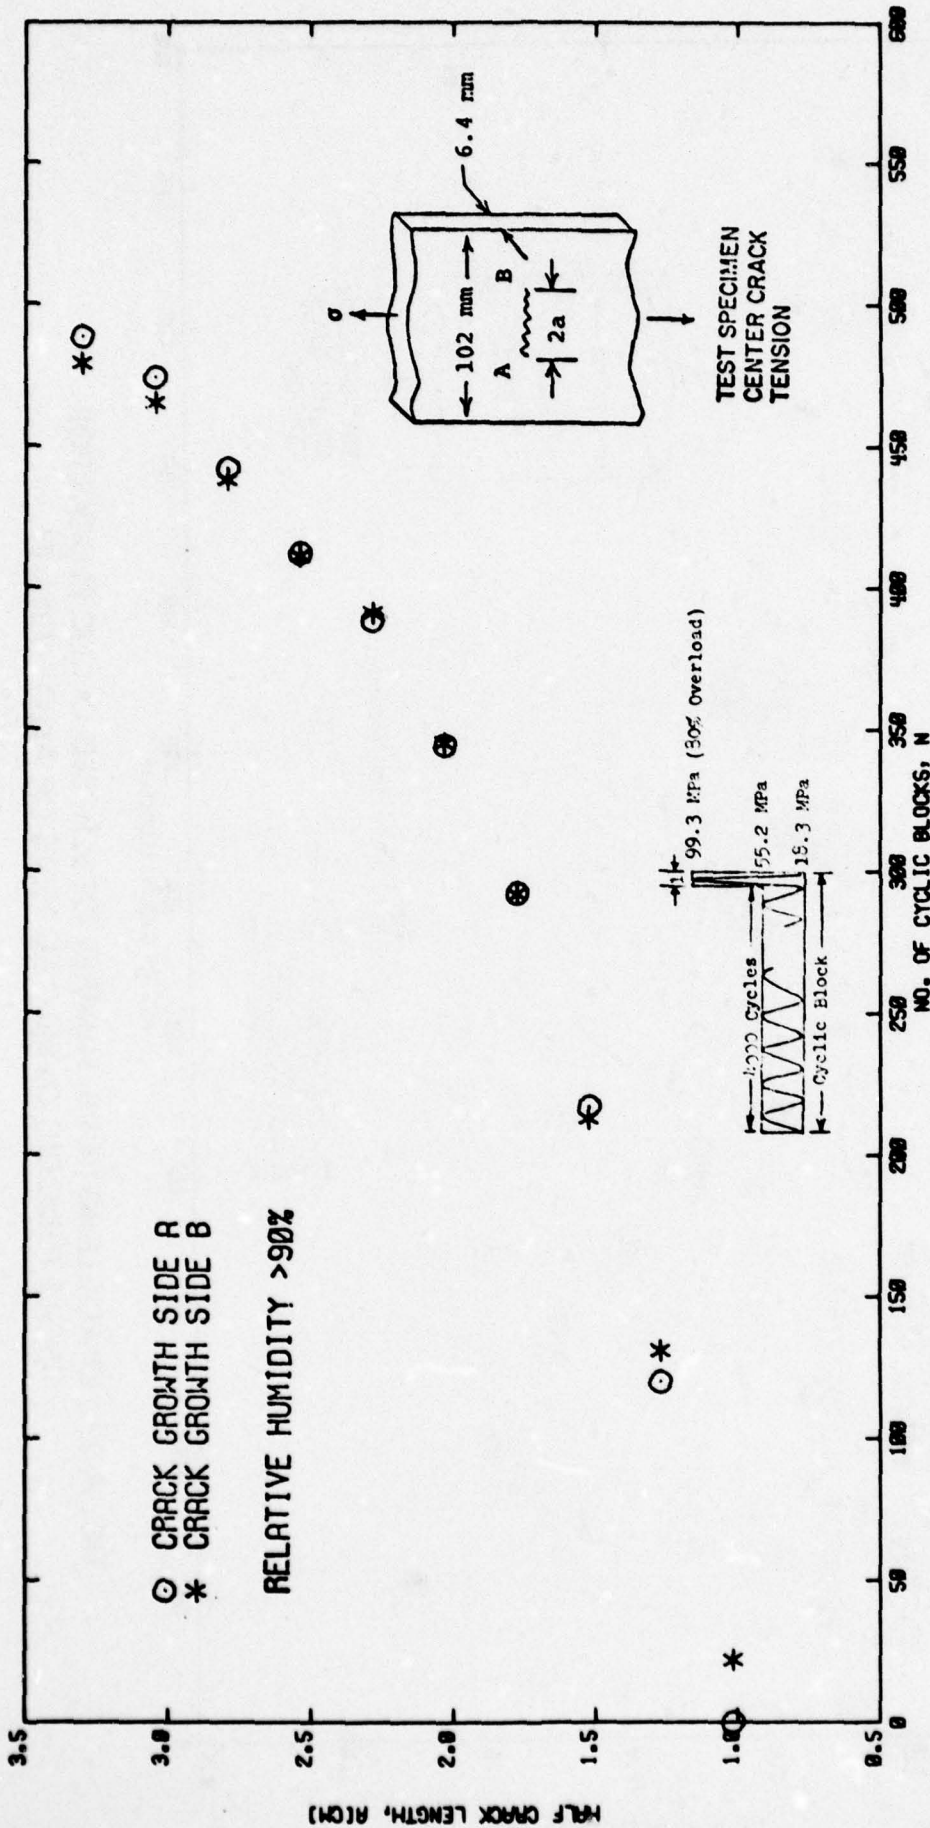 3.5
3.0
2.5
2.0
1.5
1.0
0.5
HALF CRACK LENGTH, A(CM)
0 50 100 150 200 250 300 350 400 450 500 550 600
NO. OF CYCLIC BLOCKS, N
⊙ CRACK GROWTH SIDE A
* CRACK GROWTH SIDE B
RELATIVE HUMIDITY >90%
Cycles
Cyclic Block
1
99.3 MPa (80% Overload)
55.2 MPa
MPa
σ
102 mm
6.4 mm
A
B
2a
TEST SPECIMEN
CENTER CRACK
TENSION